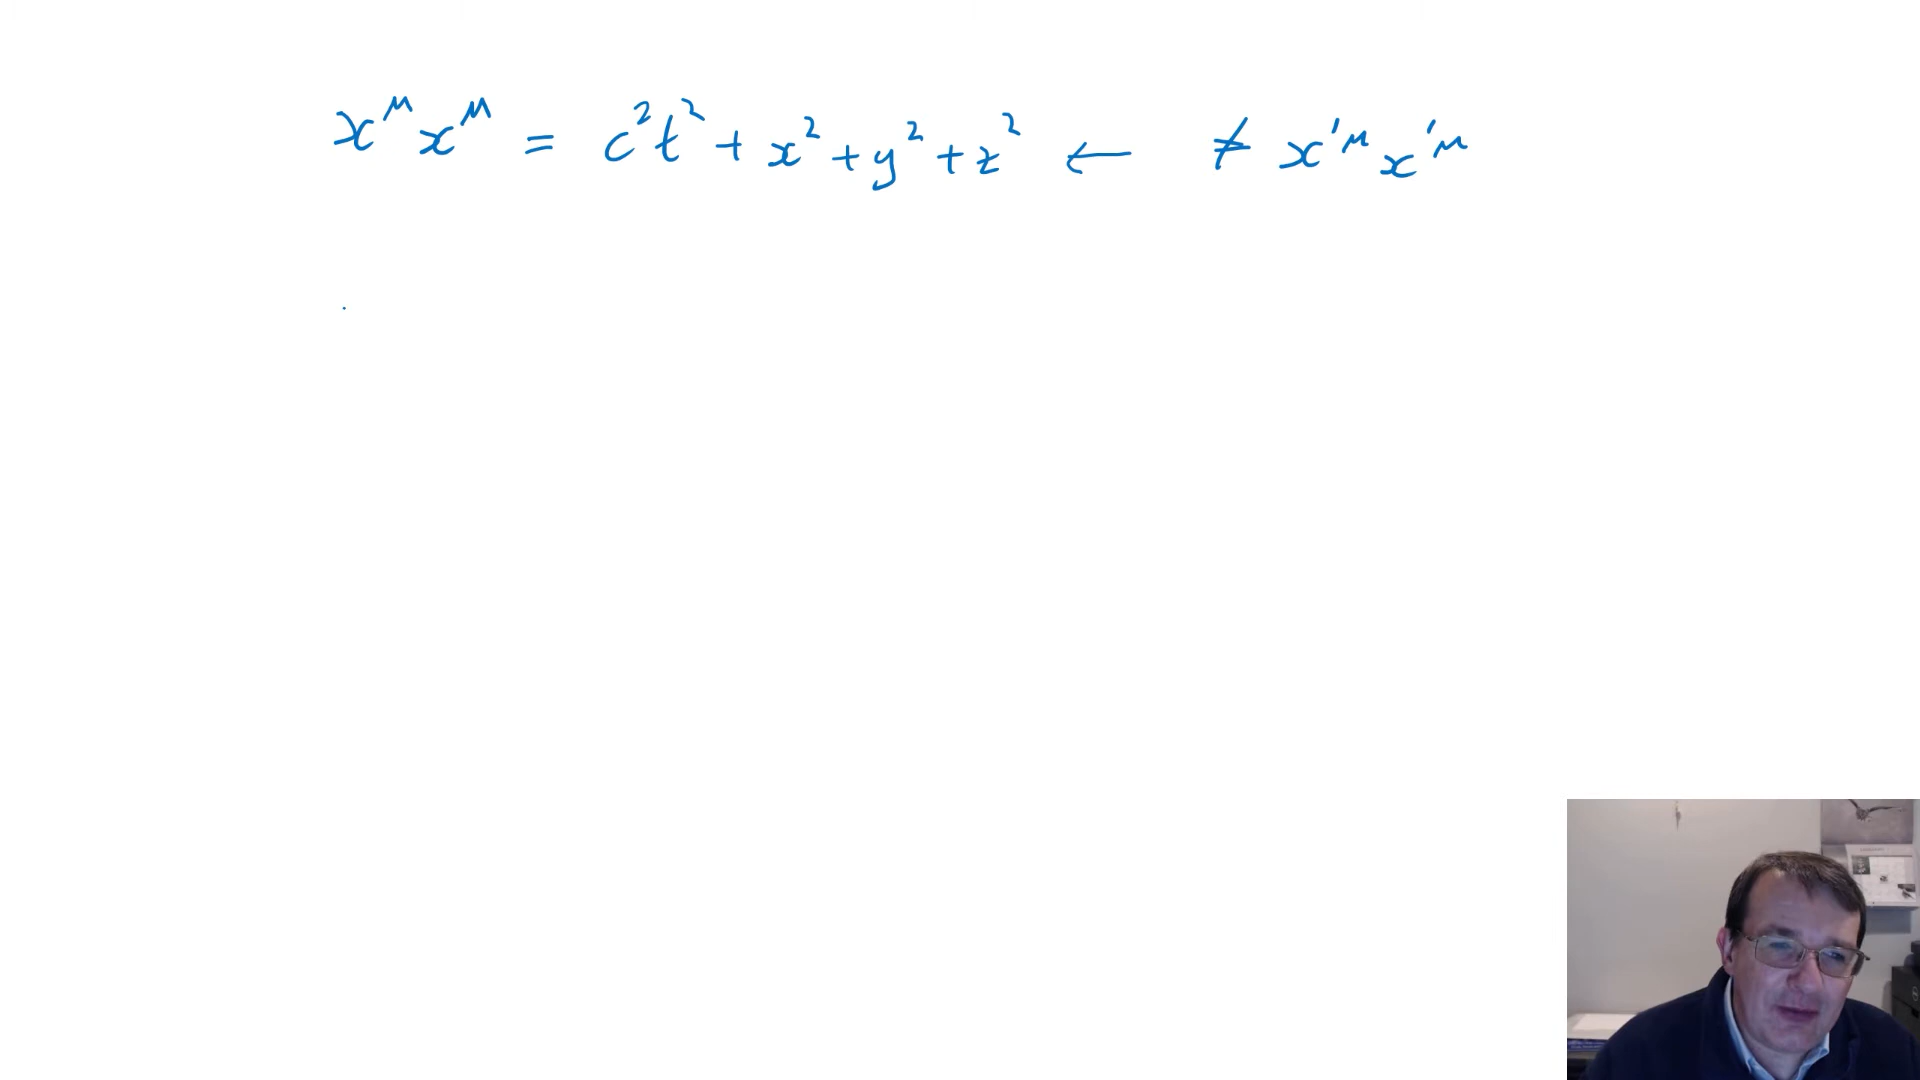 x^μ x^μ = c²t² + x² + y² + z² ← ≠ x'^μ x'^μ